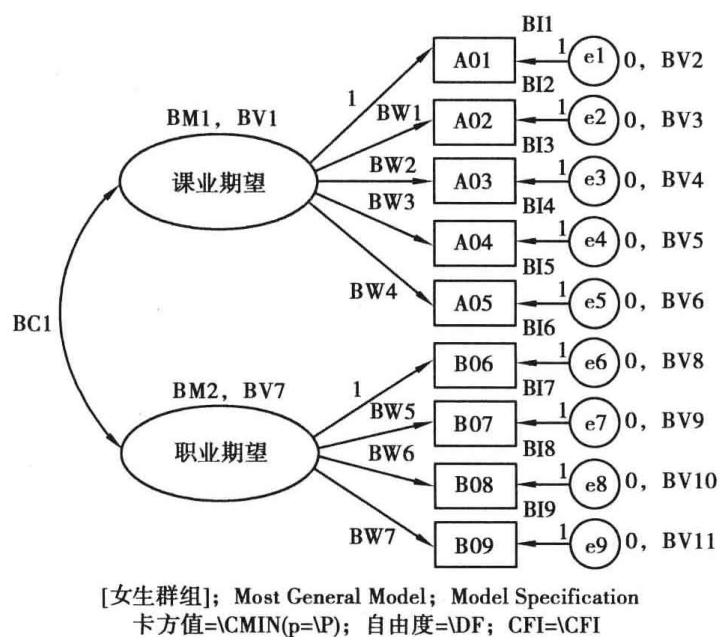 BI1
1
A01
e1
0，BV2
BI2
BM1，BV1
BW1
A02
1
e2
0，BV3
BI3
课业期望
BW2
A03
1
e3
0，BV4
BI4
BW3
A04
1
e4
0，BV5
BI5
BW4
A05
1
e5
0，BV6
BI6
BC1
1
B06
1
e6
0，BV8
BI7
BM2，BV7
BW5
B07
1
e7
0，BV9
BI8
职业期望
BW6
B08
1
e8
0，BV10
BI9
BW7
B09
1
e9
0，BV11
1
[女生群组]；Most General Model；Model Specification
卡方值=\CMIN(p=\P)；自由度=\DF；CFI=\CFI